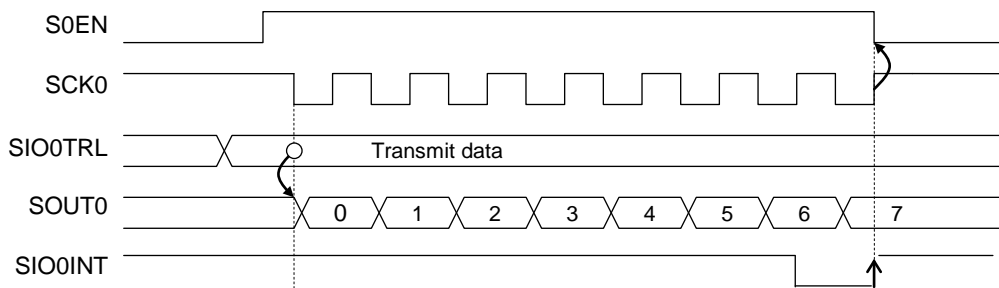 S0EN
SCK0
SIO0TRL
Transmit data
SOUT0
0 1 2 3 4 5 6 7
SIO0INT